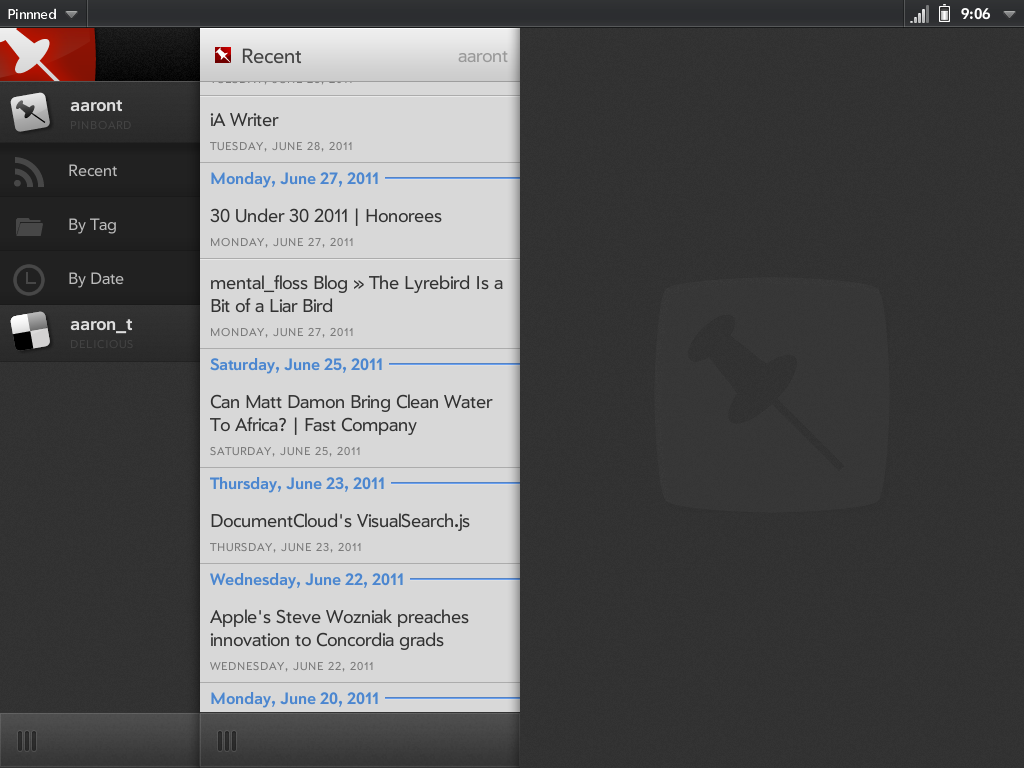 Pinnned
9:06
aaront
PINBOARD
Recent
By Tag
By Date
aaron_t
DELICIOUS
Recent
aaront
iA Writer
TUESDAY, JUNE 28, 2011
Monday, June 27, 2011
30 Under 30 2011 | Honorees
MONDAY, JUNE 27, 2011
mental_floss Blog » The Lyrebird Is a
Bit of a Liar Bird
MONDAY, JUNE 27, 2011
Saturday, June 25, 2011
Can Matt Damon Bring Clean Water
To Africa? | Fast Company
SATURDAY, JUNE 25, 2011
Thursday, June 23, 2011
DocumentCloud's VisualSearch.js
THURSDAY, JUNE 23, 2011
Wednesday, June 22, 2011
Apple's Steve Wozniak preaches
innovation to Concordia grads
WEDNESDAY, JUNE 22, 2011
Monday, June 20, 2011